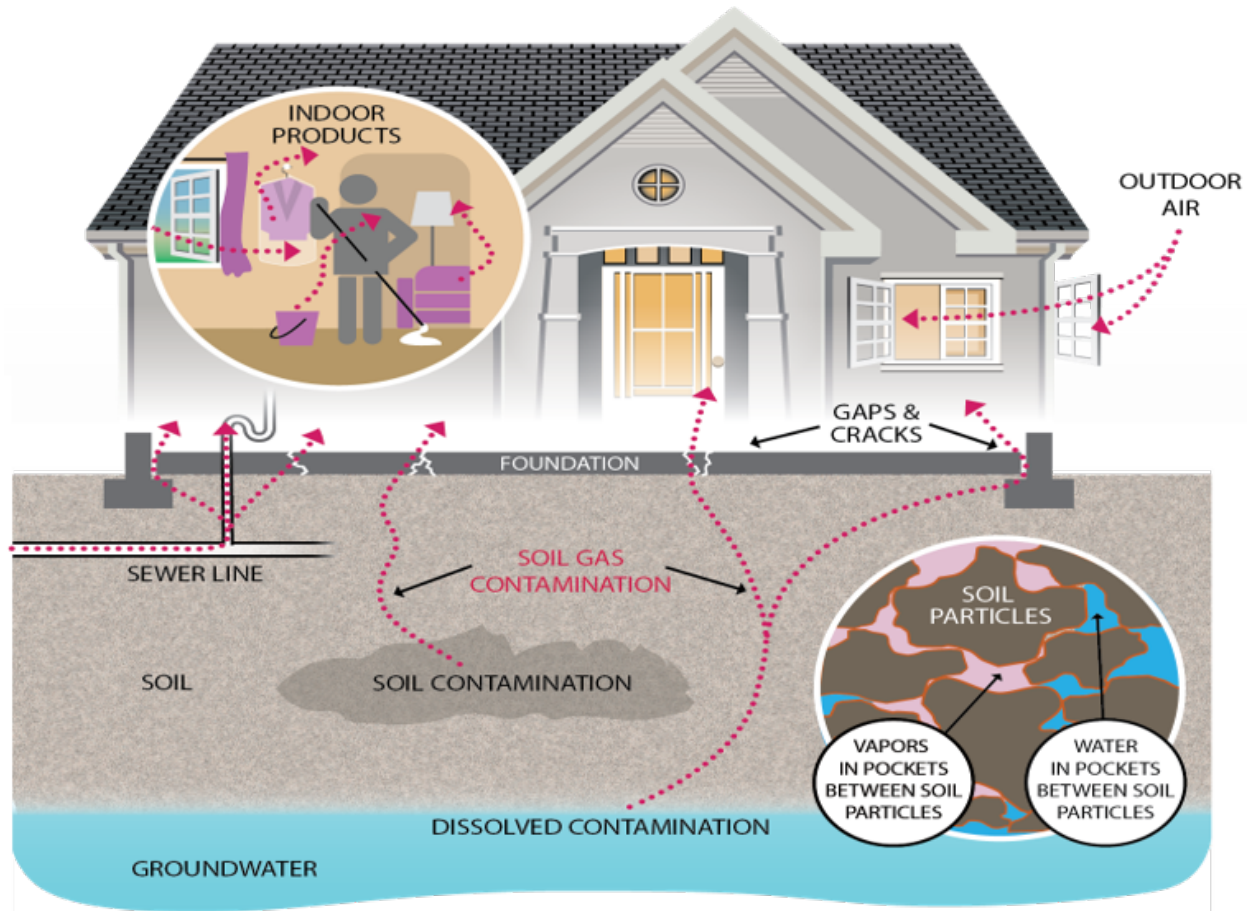 INDOOR
PRODUCTS
OUTDOOR
AIR
GAPS &
CRACKS
FOUNDATION
SEWER LINE
SOIL GAS
CONTAMINATION
SOIL
PARTICLES
SOIL
SOIL CONTAMINATION
VAPORS
IN POCKETS
BETWEEN SOIL
PARTICLES
WATER
IN POCKETS
BETWEEN SOIL
PARTICLES
DISSOLVED CONTAMINATION
GROUNDWATER